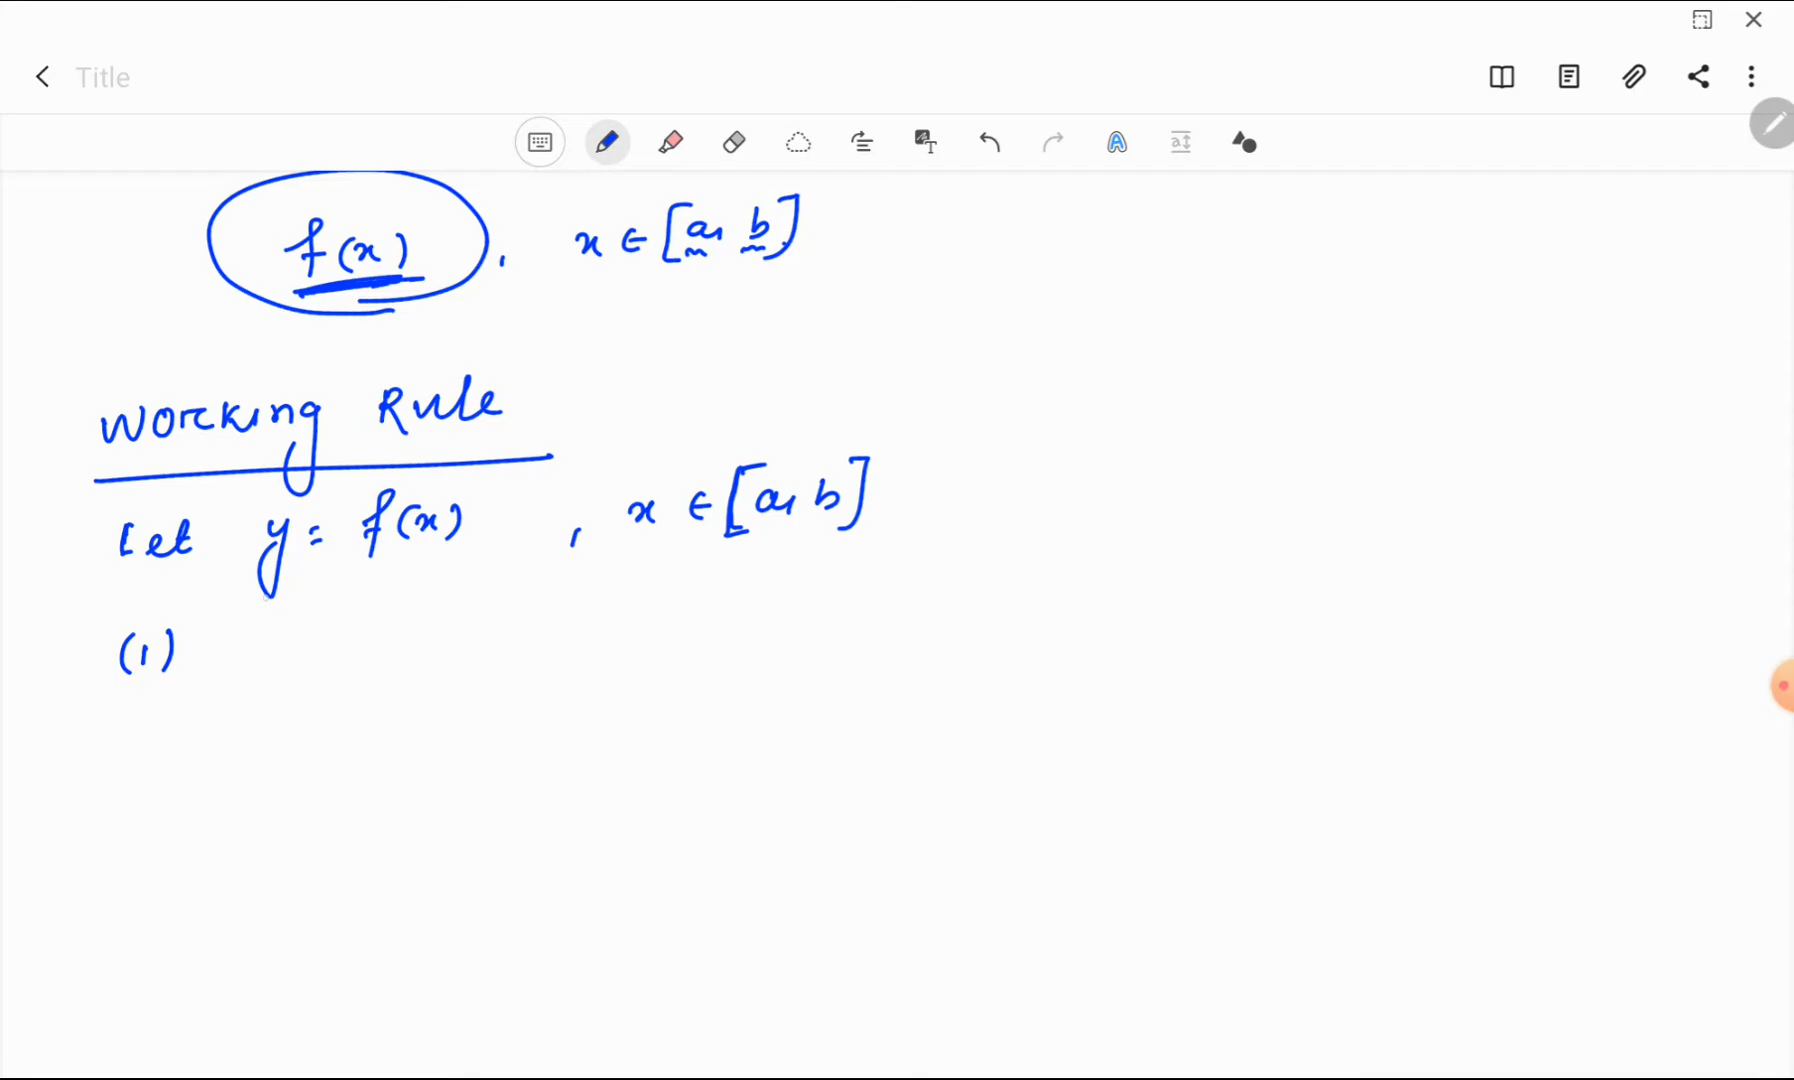 Title
f(x), x ∈ [a, b]
Working Rule
Let y = f(x), x ∈ [a, b]
(1)